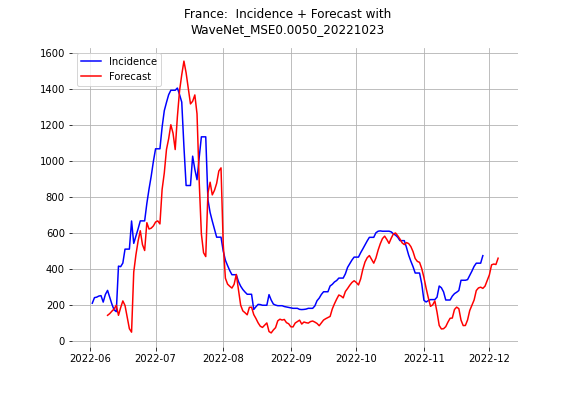 France:  Incidence + Forecast with
WaveNet_MSE0.0050_20221023
1600
Incidence
Forecast
1400
1200
1000
800
600
400
200
0
2022-06 2022-07 2022-08 2022-09 2022-10 2022-11 2022-12